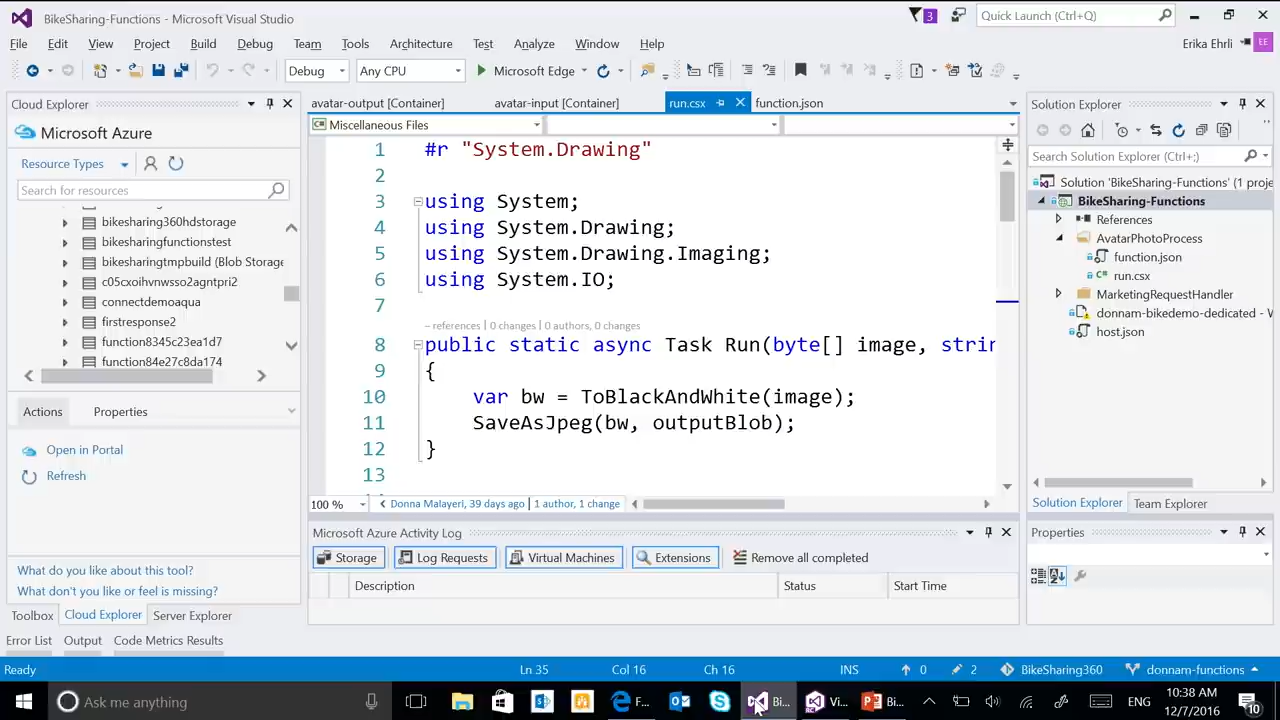 BikeSharing-Functions - Microsoft Visual Studio
3
Quick Launch (Ctrl+Q)
File Edit View Project Build Debug Team Tools Architecture Test Analyze Window Help
Erika Ehrli EE
Debug Any CPU Microsoft Edge
Cloud Explorer
Microsoft Azure
Resource Types
Search for resources
bikesharing360hdstorage
bikesharingfunctionstest
bikesharingtmpbuild (Blob Storage
c05cxoihvnwso2agntpri2
connectdemoaqua
firstresponse2
function8345c23ea1d7
function84e27c8da174
Actions Properties
Open in Portal
Refresh
What do you like about this tool?
What don't you like or feel is missing?
Toolbox Cloud Explorer Server Explorer
Error List Output Code Metrics Results
avatar-output [Container] avatar-input [Container] run.csx function.json
C# Miscellaneous Files
1 #r "System.Drawing"
2
3 using System;
4 using System.Drawing;
5 using System.Drawing.Imaging;
6 using System.IO;
7
– references | 0 changes | 0 authors, 0 changes
8 public static async Task Run(byte[] image, strin
9 {
10 var bw = ToBlackAndWhite(image);
11 SaveAsJpeg(bw, outputBlob);
12 }
13
100 % Donna Malayeri, 39 days ago | 1 author, 1 change
Microsoft Azure Activity Log
Storage Log Requests Virtual Machines Extensions Remove all completed
Description Status Start Time
Solution Explorer
Search Solution Explorer (Ctrl+;)
Solution 'BikeSharing-Functions' (1 proje
BikeSharing-Functions
References
AvatarPhotoProcess
function.json
C# run.csx
MarketingRequestHandler
donnam-bikedemo-dedicated - W
host.json
Solution Explorer Team Explorer
Properties
Ready Ln 35 Col 16 Ch 16 INS 0 2 BikeSharing360 donnam-functions
Ask me anything
F... Bi... Vi... Bi...
ENG
10:38 AM
12/7/2016
10